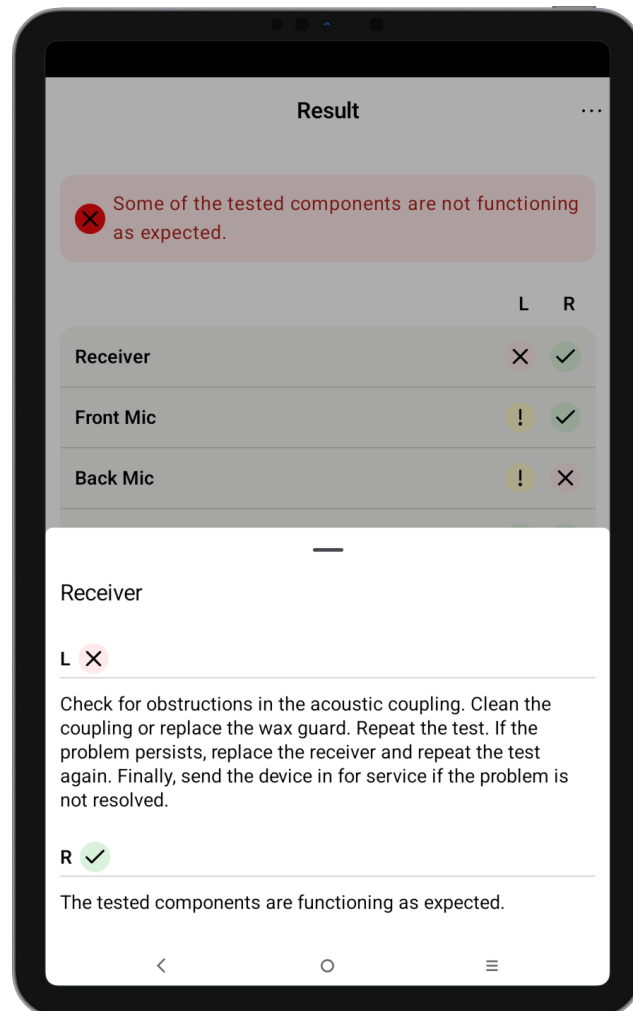 Result
Some of the tested components are not functioning
as expected.
L R
Receiver
Front Mic
! 
Back Mic
!
Receiver
L
Check for obstructions in the acoustic coupling. Clean the
coupling or replace the wax guard. Repeat the test. If the
problem persists, replace the receiver and repeat the test
again. Finally, send the device in for service if the problem is
not resolved.
R
The tested components are functioning as expected.